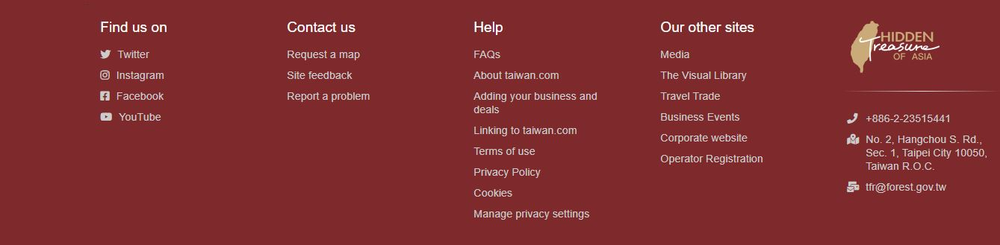 Find us on
Twitter
Instagram
Facebook
YouTube
Contact us
Request a map
Site feedback
Report a problem
Help
FAQs
About taiwan.com
Adding your business and
deals
Linking to taiwan.com
Terms of use
Privacy Policy
Cookies
Manage privacy settings
Our other sites
Media
The Visual Library
Travel Trade
Business Events
Corporate website
Operator Registration
HIDDEN
Treasure
OF ASIA
+886-2-23515441
No. 2, Hangchou S. Rd.,
Sec. 1, Taipei City 10050,
Taiwan R.O.C.
tfr@forest.gov.tw